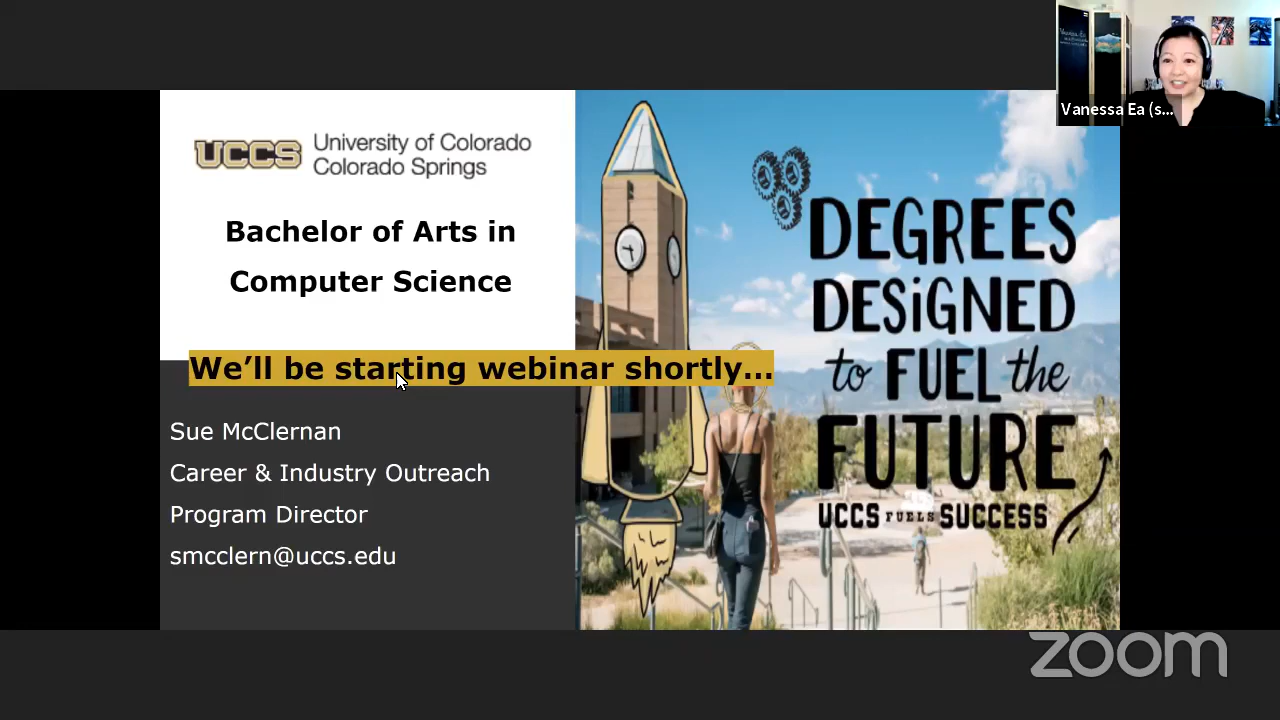 UCCS
University of Colorado
Colorado Springs
Bachelor of Arts in
Computer Science
We'll be starting webinar shortly...
Sue McClernan
Career & Industry Outreach
Program Director
smcclern@uccs.edu
DEGREES
DESiGNED
to FUEL the
FUTURE
UCCS FUELS SUCCESS
Vanessa Ea (s...
zoom